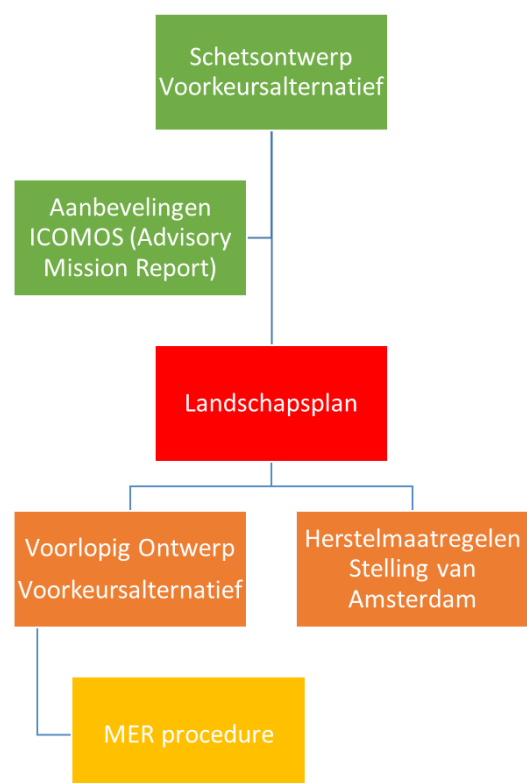 Schetsontwerp
Voorkeursalternatief
Aanbevelingen
ICOMOS (Advisory
Mission Report)
Landschapsplan
Voorlopig Ontwerp
Voorkeursalternatief
Herstelmaatregelen
Stelling van
Amsterdam
MER procedure